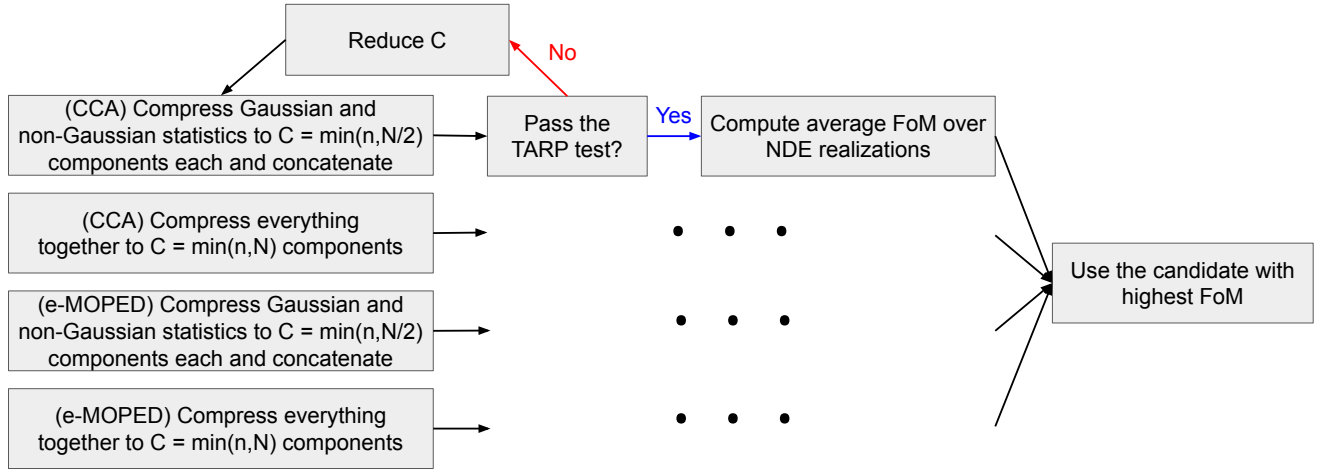 Reduce C
No
(CCA) Compress Gaussian and
non-Gaussian statistics to C = min(n,N/2)
components each and concatenate
Pass the
TARP test?
Yes
Compute average FoM over
NDE realizations
(CCA) Compress everything
together to C = min(n,N) components
Use the candidate with
highest FoM
(e-MOPED) Compress Gaussian and
non-Gaussian statistics to C = min(n,N/2)
components each and concatenate
(e-MOPED) Compress everything
together to C = min(n,N) components